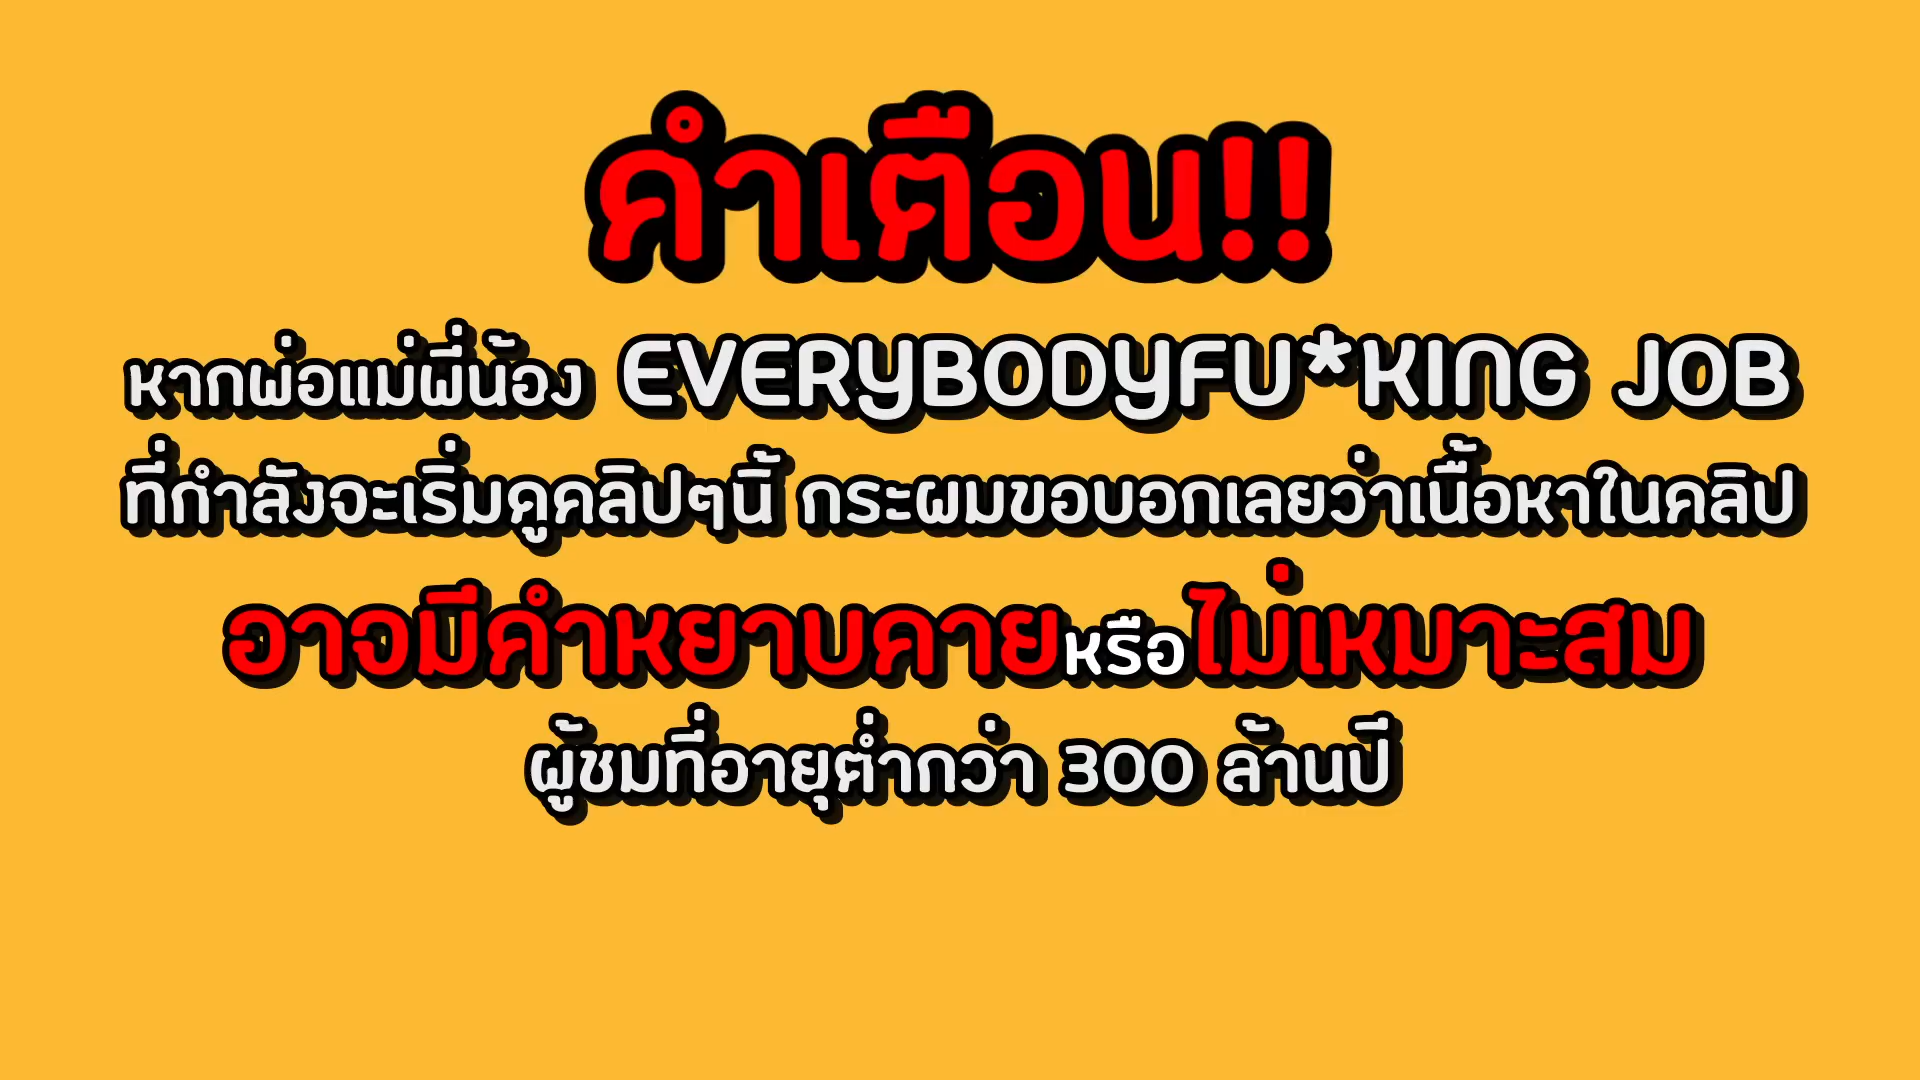 คำเตือน!!
หากพ่อแม่พี่น้อง EVERYBODYFU*KING JOB
ที่กำลังจะเริ่มดูคลิปๆนี้ กระผมขอบอกเลยว่าเนื้อหาในคลิป
อาจมีคำหยาบคายหรือไม่เหมาะสม
ผู้ชมที่อายุต่ำกว่า 300 ล้านปี